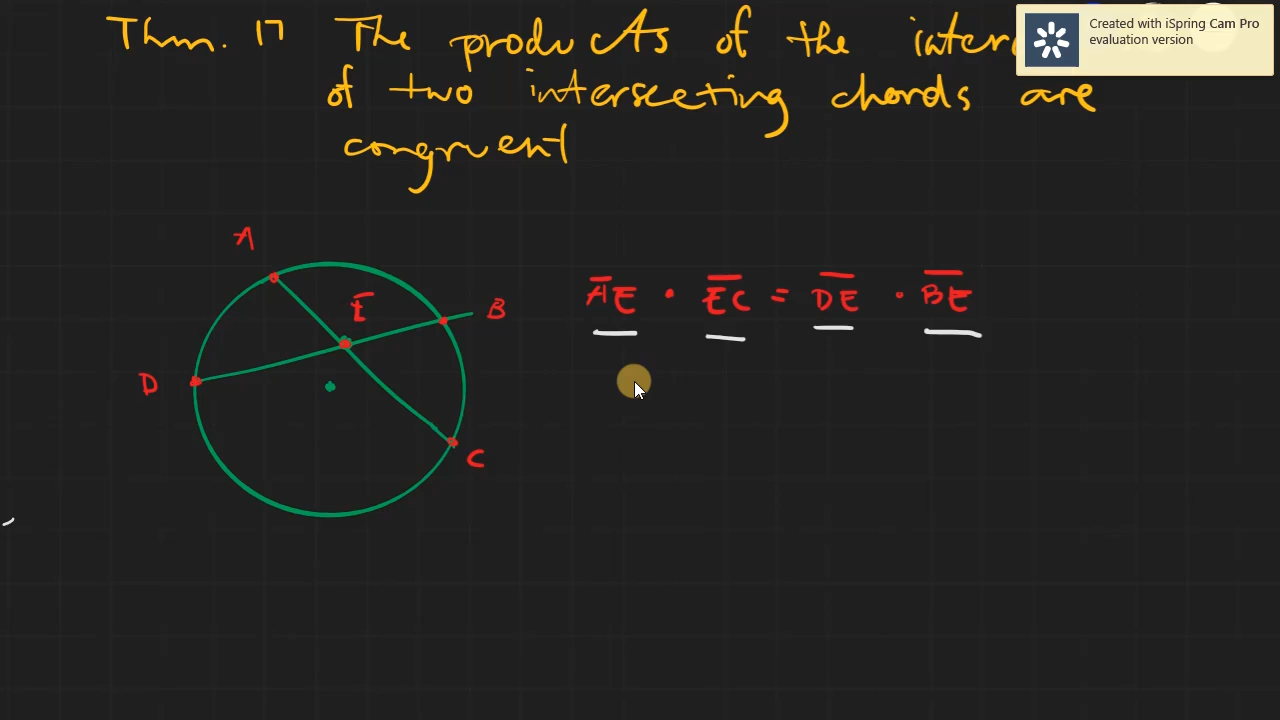 Thm. 17 The products of the
of two intersecting chords are
congruent
Created with iSpring Cam Pro
evaluation version
A
E
B
D
C
AE · EC = DE · BE